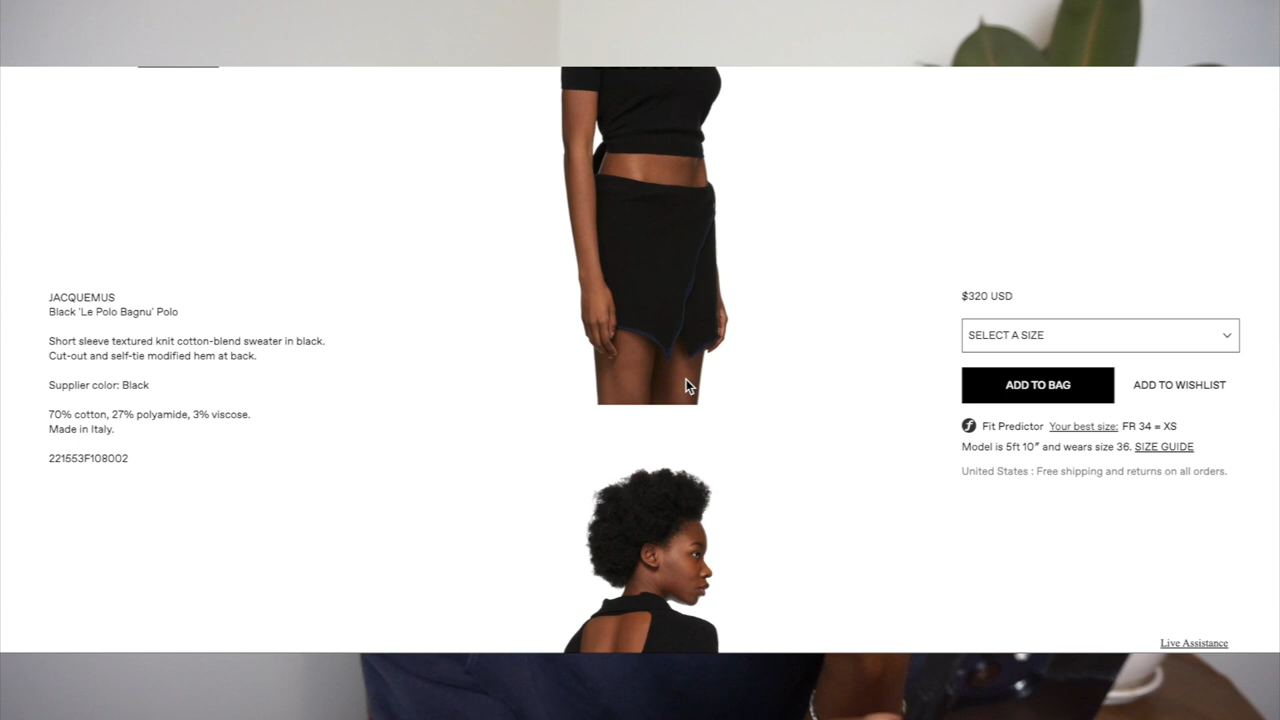 JACQUEMUS
Black 'Le Polo Bagnu' Polo
Short sleeve textured knit cotton-blend sweater in black.
Cut-out and self-tie modified hem at back.
Supplier color: Black
70% cotton, 27% polyamide, 3% viscose.
Made in Italy.
221553F108002
$320 USD
SELECT A SIZE
ADD TO BAG
ADD TO WISHLIST
Fit Predictor Your best size: FR 34 = XS
Model is 5ft 10″ and wears size 36. SIZE GUIDE
United States : Free shipping and returns on all orders.
Live Assistance